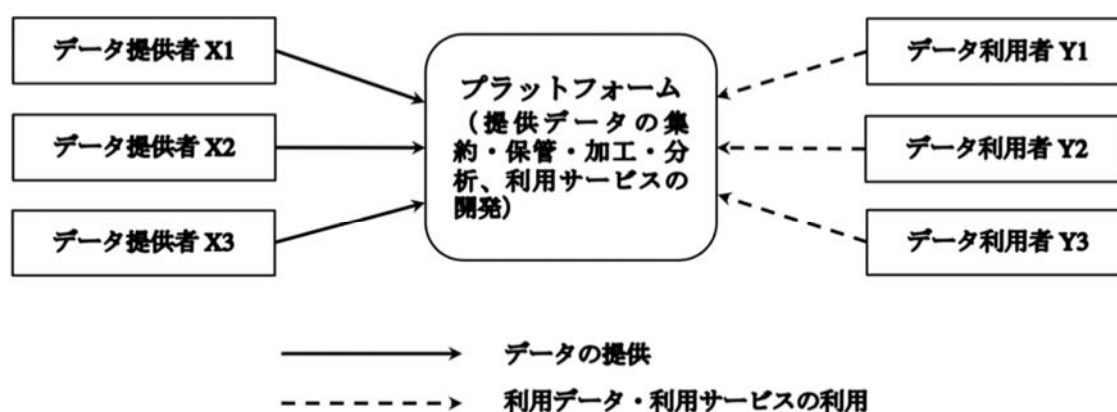 データ提供者 X1
データ提供者 X2
データ提供者 X3
プラットフォーム
（提供データの集
約・保管・加工・分
析、利用サービスの
開発）
データ利用者 Y1
データ利用者 Y2
データ利用者 Y3
データの提供
利用データ・利用サービスの利用